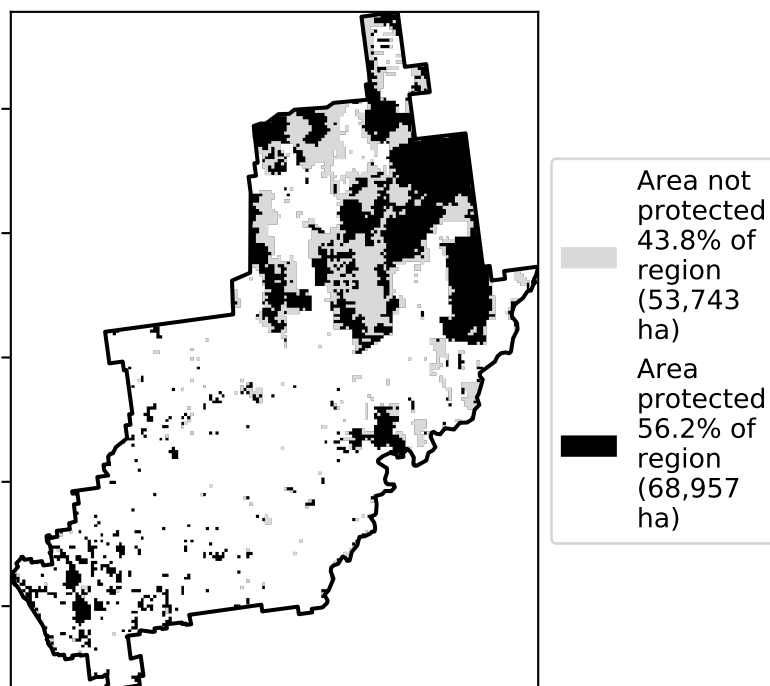 Area not
protected
43.8% of
region
(53,743
ha)
Area
protected
56.2% of
region
(68,957
ha)